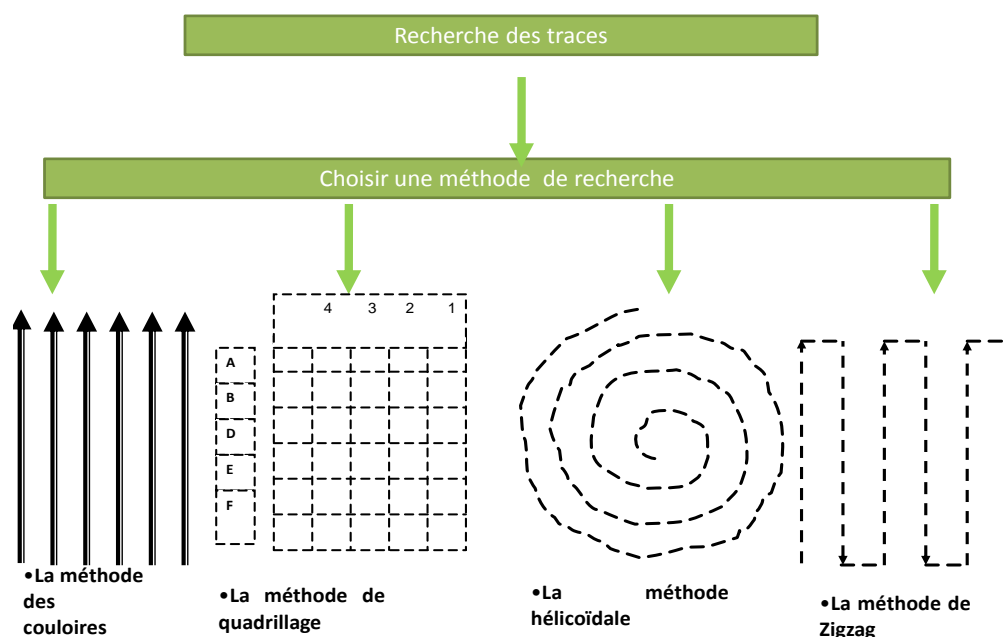 Recherche des traces
Choisir une méthode de recherche
4 3 2 1
A
B
D
E
F
•La méthode
des
couloires
•La méthode de
quadrillage
•La méthode
hélicoïdale
•La méthode de
Zigzag